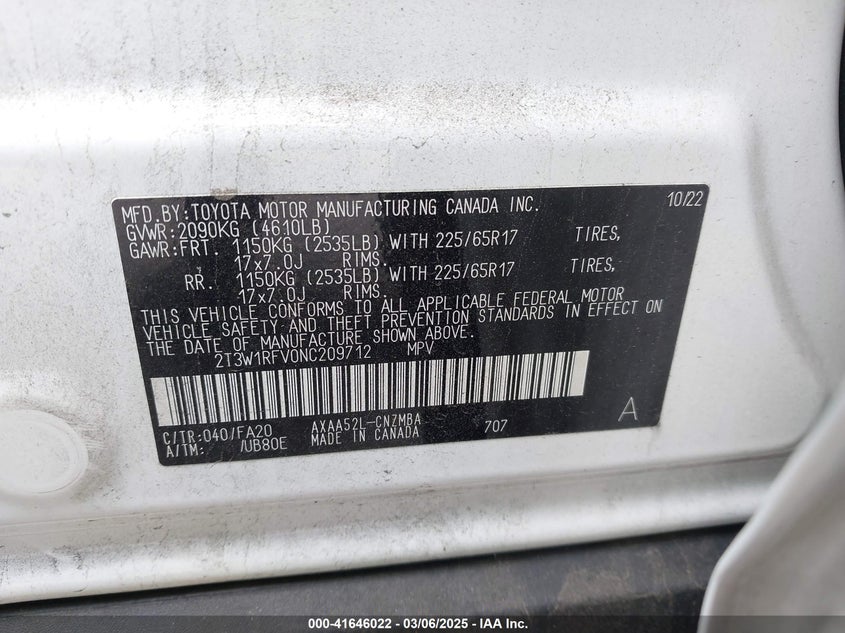 MFD.BY:TOYOTA MOTOR MANUFACTURING CANADA INC. 10/22
GVWR:2090KG (4610LB)
GAWR:FRT. 1150KG (2535LB) WITH 225/65R17 TIRES,
17x7.0J RIMS.
RR. 1150KG (2535LB) WITH 225/65R17 TIRES,
17x7.0J RIMS.
THIS VEHICLE CONFORMS TO ALL APPLICABLE FEDERAL MOTOR
VEHICLE SAFETY AND THEFT PREVENTION STANDARDS IN EFFECT ON
THE DATE OF MANUFACTURE SHOWN ABOVE.
2T3W1RFV0NC209712 MPV
C/TR:040/FA20 AXAA52L-CNZMBA 707 A
A/TM: /UB80E MADE IN CANADA
000-41646022 - 03/06/2025 - IAA Inc.